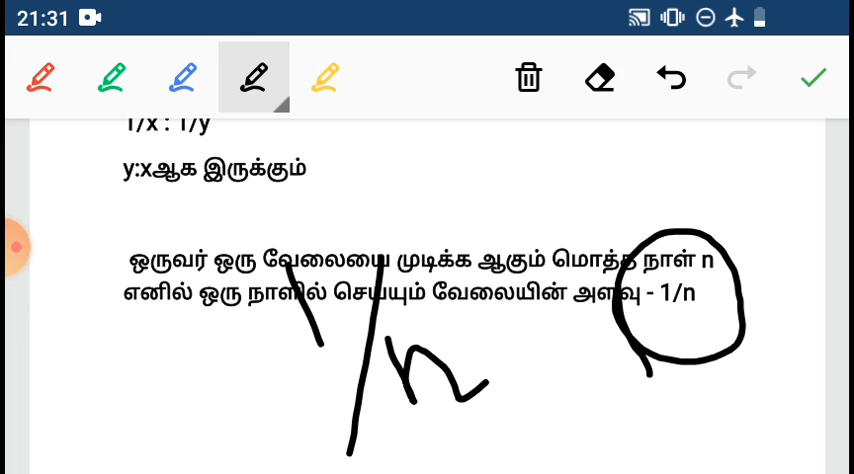 21:31
1/x : 1/y
y:xஆக இருக்கும்
ஒருவர் ஒரு வேலையை முடிக்க ஆகும் மொத்த நாள் n
எனில் ஒரு நாளில் செய்யும் வேலையின் அளவு - 1/n
1/n